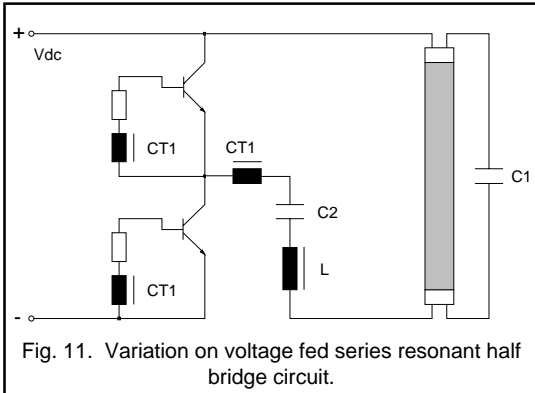 +
Vdc
CT1
CT1
C2
C1
L
CT1
-
Fig. 11. Variation on voltage fed series resonant half
bridge circuit.